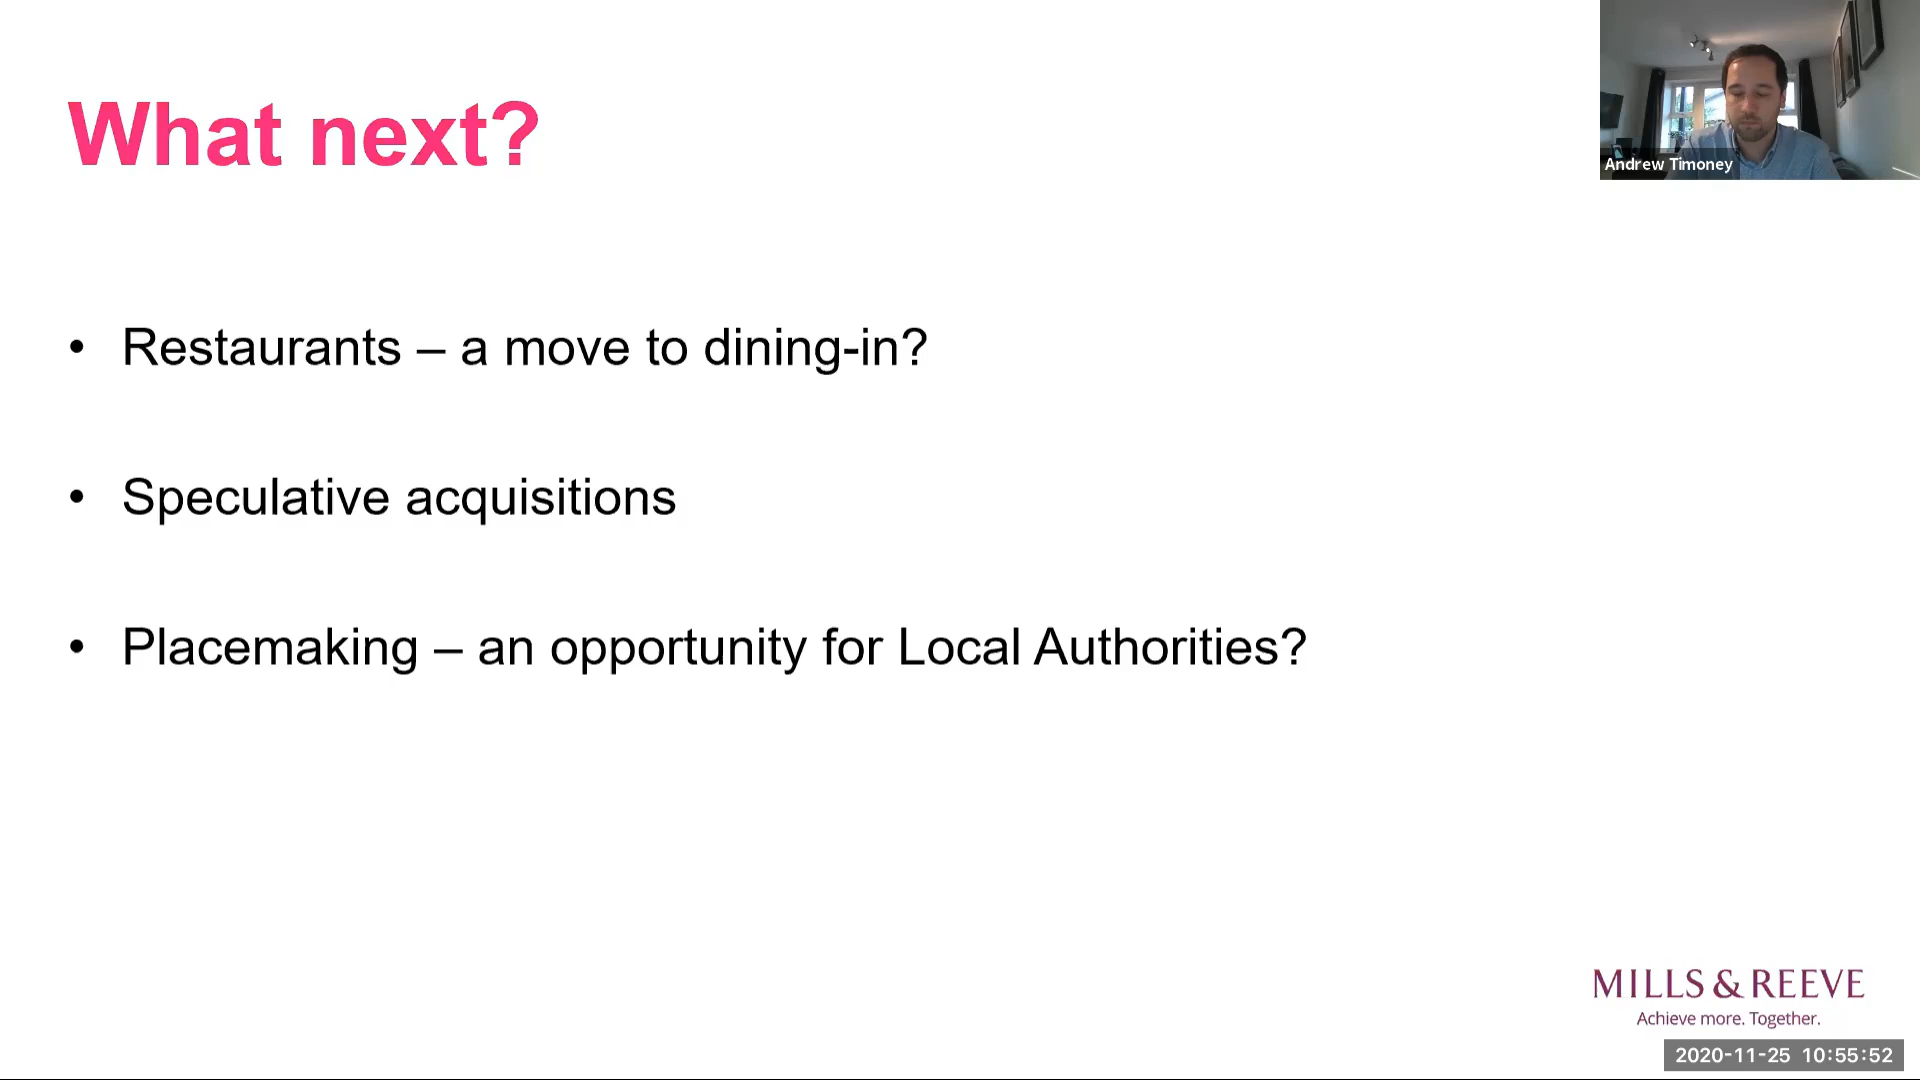 What next?
Andrew Timoney
• Restaurants – a move to dining-in?
• Speculative acquisitions
• Placemaking – an opportunity for Local Authorities?
MILLS & REEVE
Achieve more. Together.
2020-11-25 10:55:52